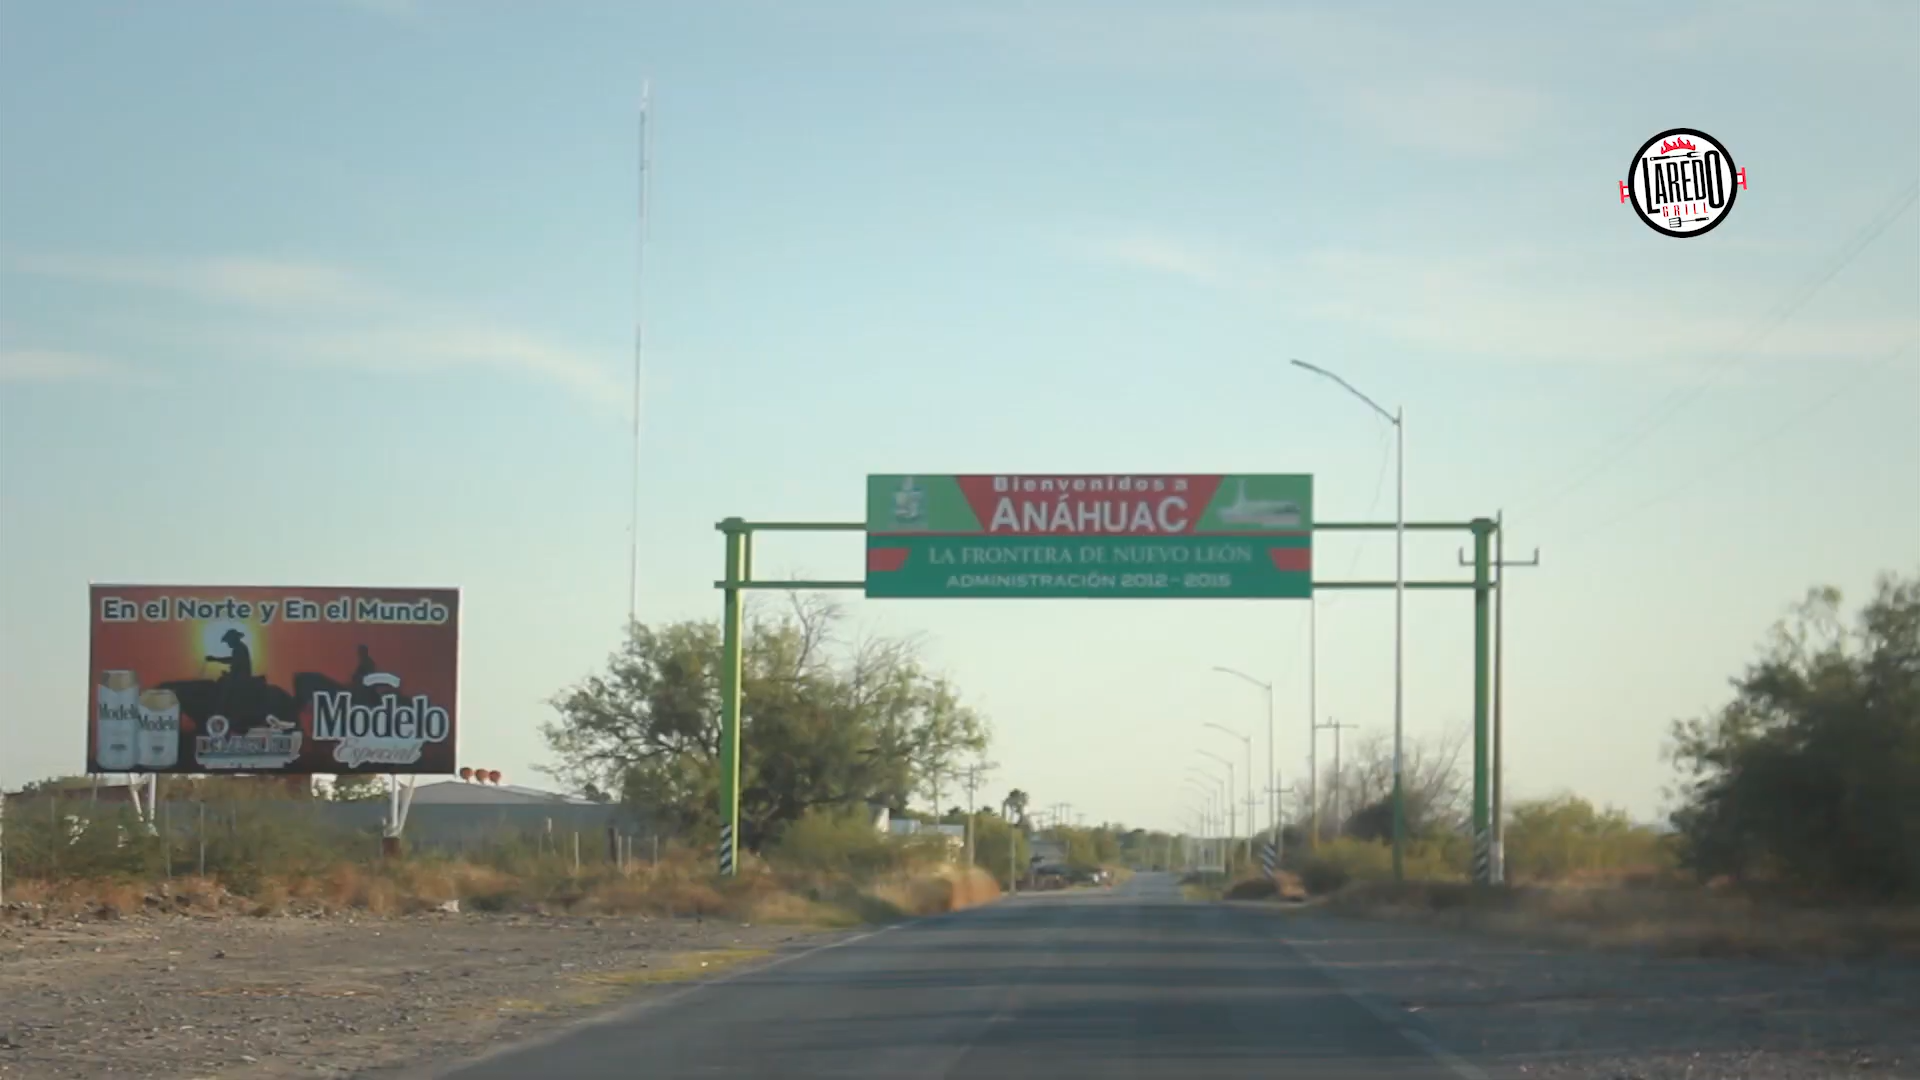 LAREDO
GRILL
Bienvenidos a
ANÁHUAC
LA FRONTERA DE NUEVO LEÓN
ADMINISTRACIÓN 2012 - 2015
En el Norte y En el Mundo
Modelo
Modelo
Modelo
Especial